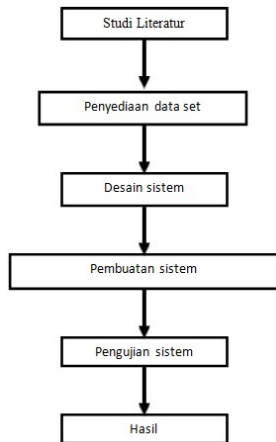 Studi Literatur
Penyediaan data set
Desain sistem
Pembuatan sistem
Pengujian sistem
Hasil